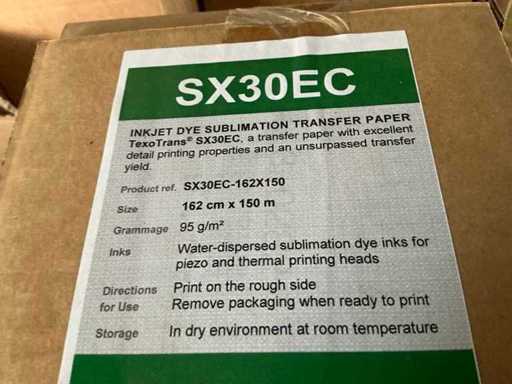 SX30EC
INKJET DYE SUBLIMATION TRANSFER PAPER
TexoTrans® SX30EC, a transfer paper with excellent
detail printing properties and an unsurpassed transfer
yield.
Product ref. SX30EC-162X150
Size 162 cm x 150 m
Grammage 95 g/m²
Inks Water-dispersed sublimation dye inks for
piezo and thermal printing heads
Directions Print on the rough side
for Use Remove packaging when ready to print
Storage In dry environment at room temperature